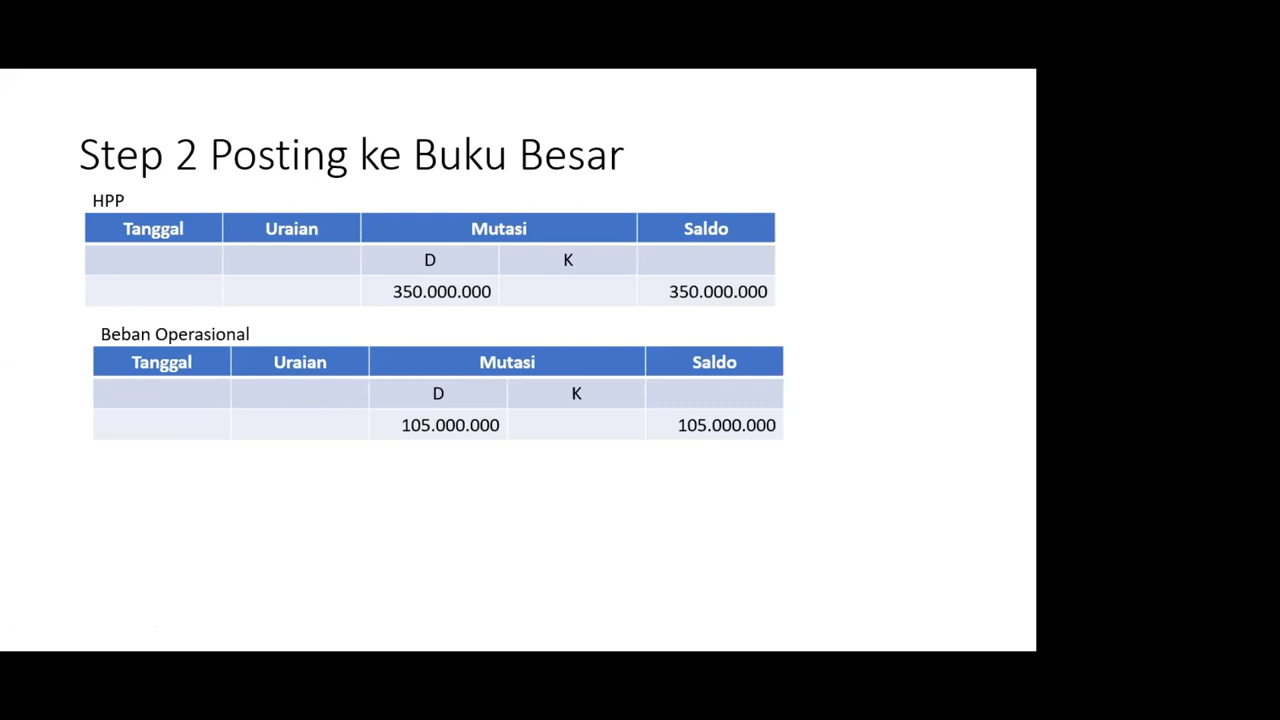 Step 2 Posting ke Buku Besar
HPP
Tanggal Uraian Mutasi Saldo
D K
350.000.000 350.000.000
Beban Operasional
Tanggal Uraian Mutasi Saldo
D K
105.000.000 105.000.000